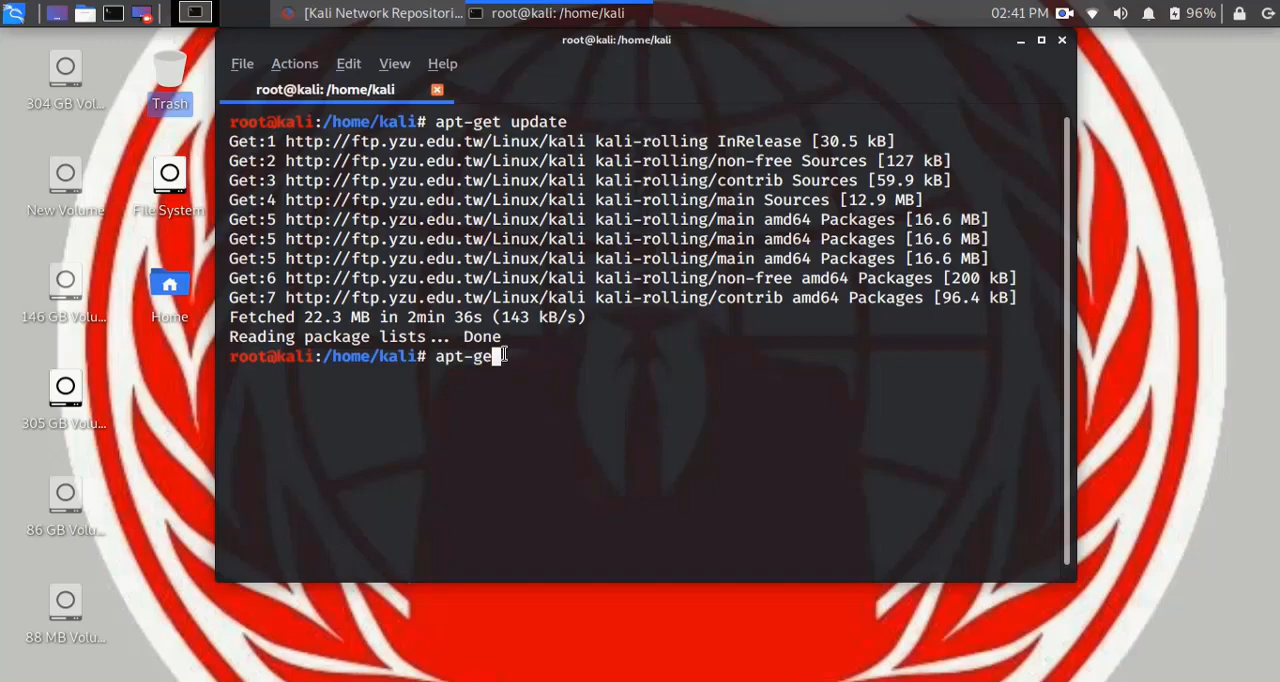 [Kali Network Repositori...
root@kali: /home/kali
02:41 PM
96%
root@kali:/home/kali
File Actions Edit View Help
root@kali: /home/kali
root@kali:/home/kali# apt-get update
Get:1 http://ftp.yzu.edu.tw/Linux/kali kali-rolling InRelease [30.5 kB]
Get:2 http://ftp.yzu.edu.tw/Linux/kali kali-rolling/non-free Sources [127 kB]
Get:3 http://ftp.yzu.edu.tw/Linux/kali kali-rolling/contrib Sources [59.9 kB]
Get:4 http://ftp.yzu.edu.tw/Linux/kali kali-rolling/main Sources [12.9 MB]
Get:5 http://ftp.yzu.edu.tw/Linux/kali kali-rolling/main amd64 Packages [16.6 MB]
Get:5 http://ftp.yzu.edu.tw/Linux/kali kali-rolling/main amd64 Packages [16.6 MB]
Get:5 http://ftp.yzu.edu.tw/Linux/kali kali-rolling/main amd64 Packages [16.6 MB]
Get:6 http://ftp.yzu.edu.tw/Linux/kali kali-rolling/non-free amd64 Packages [200 kB]
Get:7 http://ftp.yzu.edu.tw/Linux/kali kali-rolling/contrib amd64 Packages [96.4 kB]
Fetched 22.3 MB in 2min 36s (143 kB/s)
Reading package lists... Done
root@kali:/home/kali# apt-ge
304 GB Vol...
Trash
New Volume
File System
146 GB Volu...
Home
305 GB Volu...
86 GB Volu...
88 MB Volu...